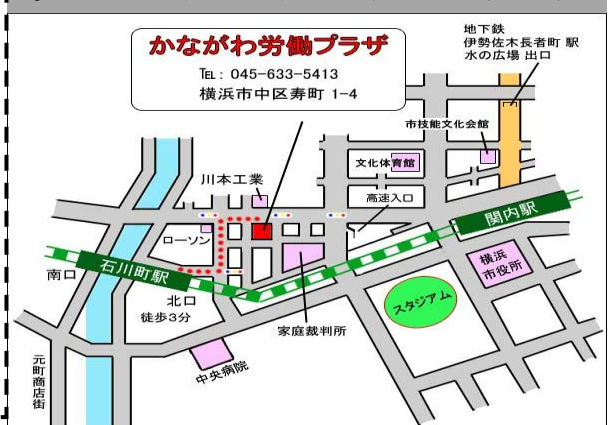 かながわ労働プラザ
TEL: 045-633-5413
横浜市中区寿町 1-4
地下鉄
伊勢佐木長者町 駅
水の広場 出口
市技能文化会館
文化体育館
川本工業
高速入口
関内駅
ローソン
石川町駅
南口
北口
徒歩3分
横浜
市役所
スタジアム
家庭裁判所
中央病院
元町商店街